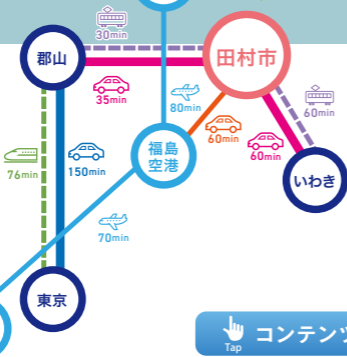 30min
郡山
田村市
35min
80min
60min
60min
60min
76min
150min
福島
空港
いわき
70min
東京
Tap
コンテンツ